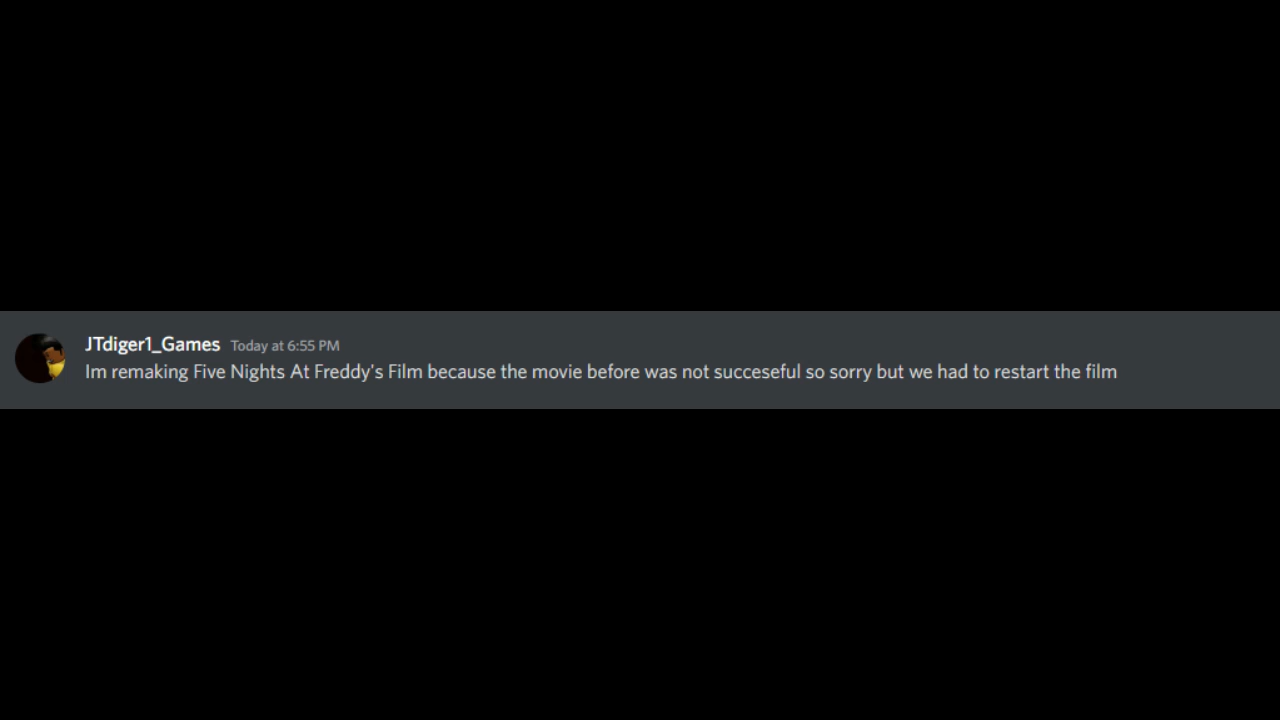 JTdiger1_Games Today at 6:55 PM
Im remaking Five Nights At Freddy's Film because the movie before was not succeseful so sorry but we had to restart the film